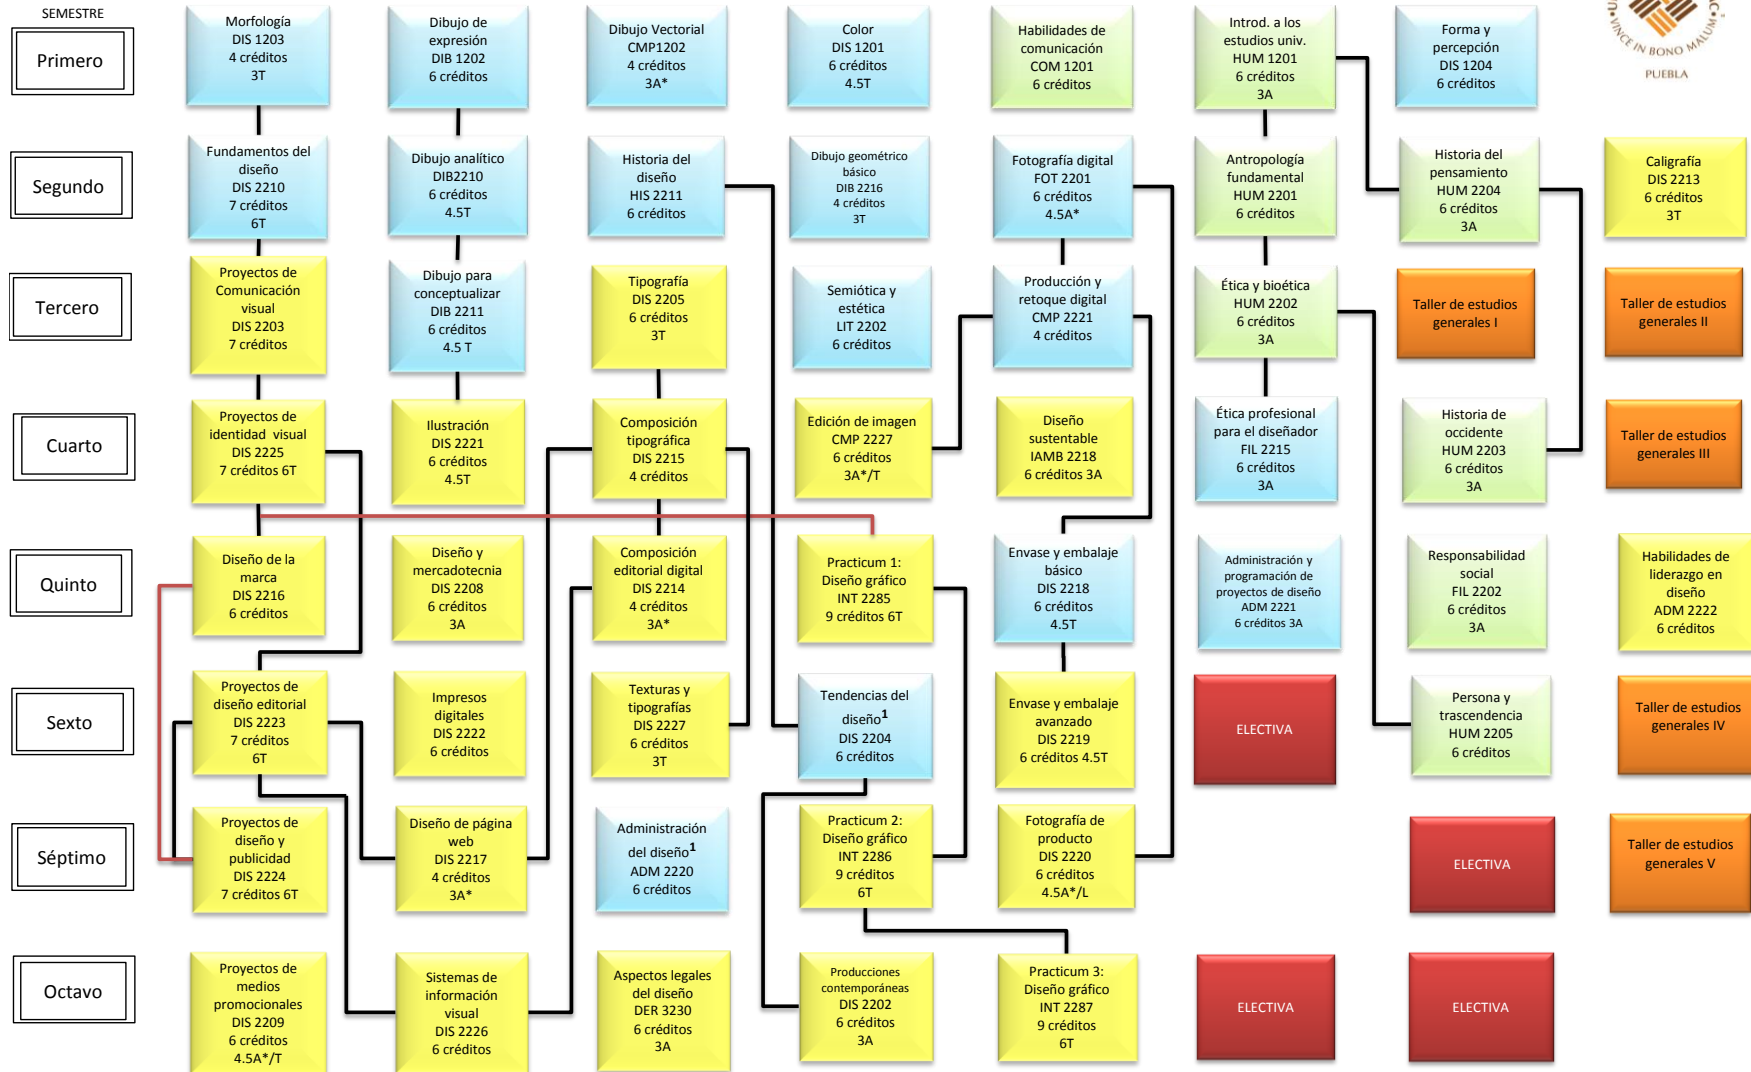 SEMESTRE
Primero
Morfología
DIS 1203
4 créditos
3T
Dibujo de
expresión
DIB 1202
6 créditos
Dibujo Vectorial
CMP1202
4 créditos
3A*
Color
DIS 1201
6 créditos
4.5T
Habilidades de
comunicación
COM 1201
6 créditos
Introd. a los
estudios univ.
HUM 1201
6 créditos
3A
Forma y
percepción
DIS 1204
6 créditos
VINCE IN BONO MALUM
PUEBLA
Segundo
Fundamentos del
diseño
DIS 2210
7 créditos
6T
Dibujo analítico
DIB2210
6 créditos
4.5T
Historia del
diseño
HIS 2211
6 créditos
Dibujo geométrico
básico
DIB 2216
4 créditos
3T
Fotografía digital
FOT 2201
6 créditos
4.5A*
Antropología
fundamental
HUM 2201
6 créditos
Historia del
pensamiento
HUM 2204
6 créditos
3A
Caligrafía
DIS 2213
6 créditos
3T
Tercero
Proyectos de
Comunicación
visual
DIS 2203
7 créditos
Dibujo para
conceptualizar
DIB 2211
6 créditos
4.5 T
Tipografía
DIS 2205
6 créditos
3T
Semiótica y
estética
LIT 2202
6 créditos
Producción y
retoque digital
CMP 2221
4 créditos
Ética y bioética
HUM 2202
6 créditos
3A
Taller de estudios
generales I
Taller de estudios
generales II
Cuarto
Proyectos de
identidad visual
DIS 2225
7 créditos 6T
Ilustración
DIS 2221
6 créditos
4.5T
Composición
tipográfica
DIS 2215
4 créditos
Edición de imagen
CMP 2227
6 créditos
3A*/T
Diseño
sustentable
IAMB 2218
6 créditos 3A
Ética profesional
para el diseñador
FIL 2215
6 créditos
3A
Historia de
occidente
HUM 2203
6 créditos
3A
Taller de estudios
generales III
Quinto
Diseño de la
marca
DIS 2216
6 créditos
Diseño y
mercadotecnia
DIS 2208
6 créditos
3A
Composición
editorial digital
DIS 2214
4 créditos
3A*
Practicum 1:
Diseño gráfico
INT 2285
9 créditos 6T
Envase y embalaje
básico
DIS 2218
6 créditos
4.5T
Administración y
programación de
proyectos de diseño
ADM 2221
6 créditos 3A
Responsabilidad
social
FIL 2202
6 créditos
3A
Habilidades de
liderazgo en
diseño
ADM 2222
6 créditos
Sexto
Proyectos de
diseño editorial
DIS 2223
7 créditos
6T
Impresos
digitales
DIS 2222
6 créditos
Texturas y
tipografías
DIS 2227
6 créditos
3T
Tendencias del
diseño1
DIS 2204
6 créditos
Envase y embalaje
avanzado
DIS 2219
6 créditos 4.5T
ELECTIVA
Persona y
trascendencia
HUM 2205
6 créditos
Taller de estudios
generales IV
Séptimo
Proyectos de
diseño y
publicidad
DIS 2224
7 créditos 6T
Diseño de página
web
DIS 2217
4 créditos
3A*
Administración
del diseño1
ADM 2220
6 créditos
Practicum 2:
Diseño gráfico
INT 2286
9 créditos
6T
Fotografía de
producto
DIS 2220
6 créditos
4.5A*/L
ELECTIVA
Taller de estudios
generales V
Octavo
Proyectos de
medios
promocionales
DIS 2209
6 créditos
4.5A*/T
Sistemas de
información
visual
DIS 2226
6 créditos
Aspectos legales
del diseño
DER 3230
6 créditos
3A
Producciones
contemporáneas
DIS 2202
6 créditos
3A
Practicum 3:
Diseño gráfico
INT 2287
9 créditos
6T
ELECTIVA
ELECTIVA